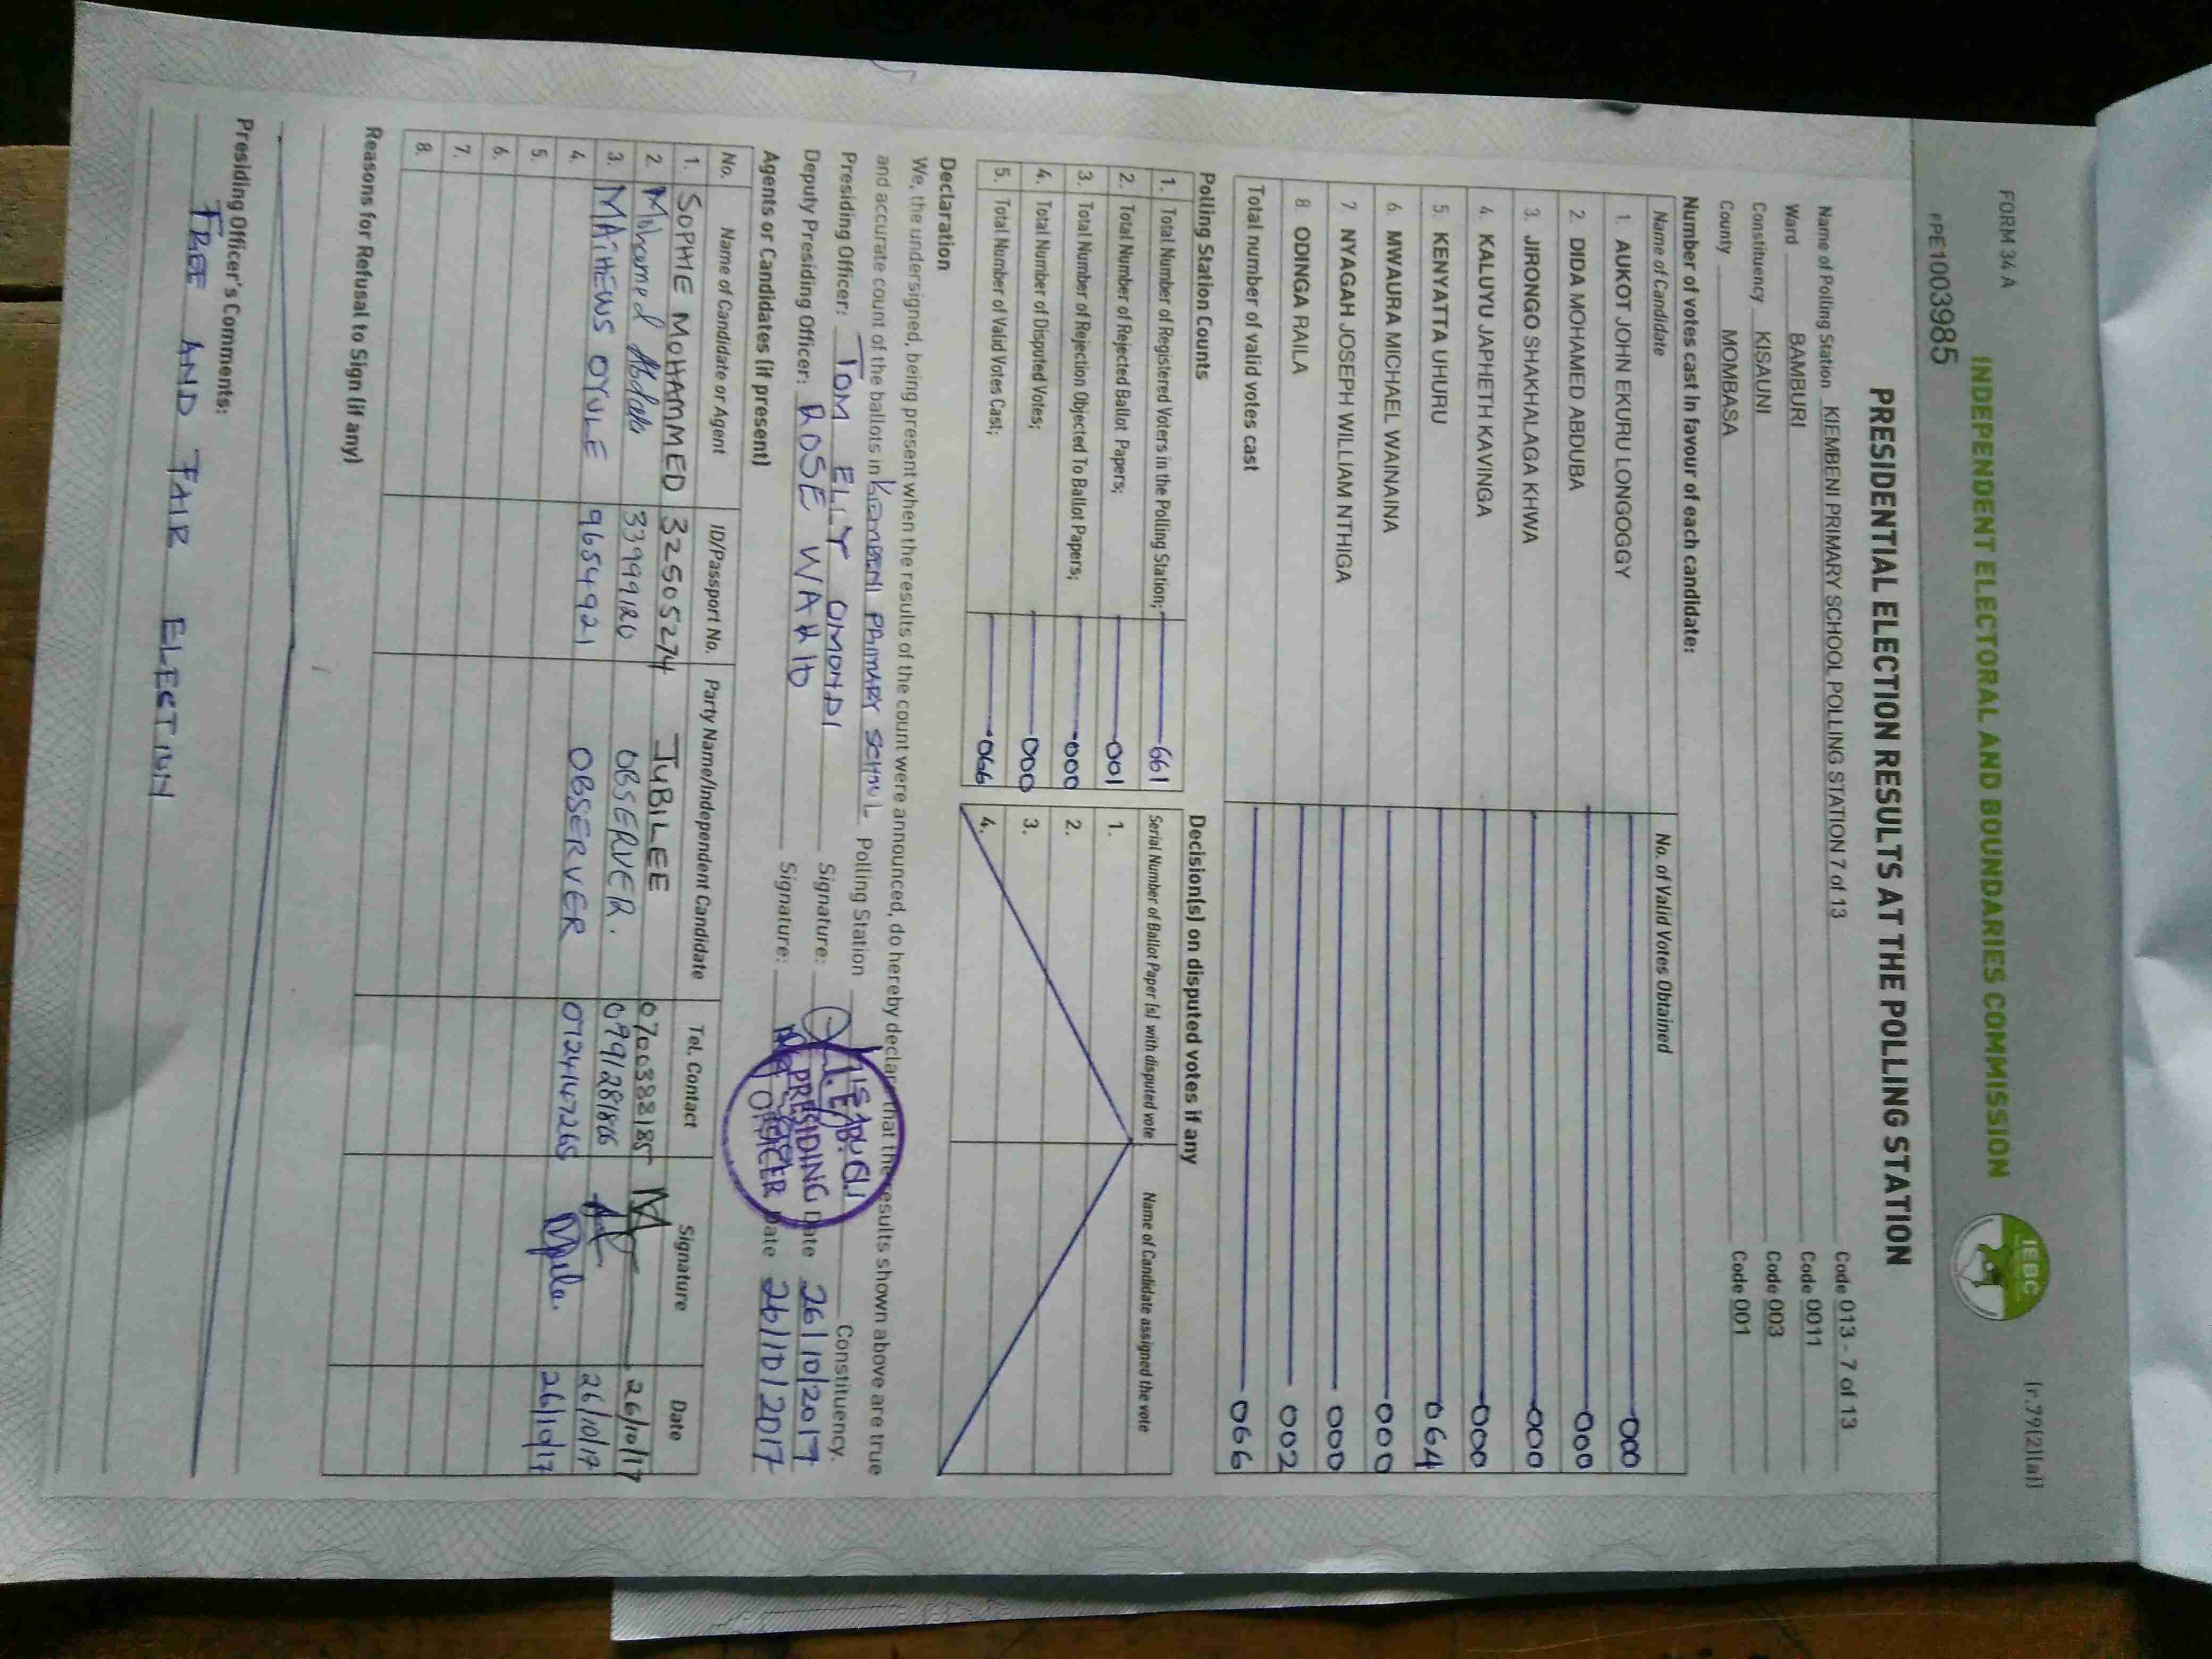 FORM 34 A
(r.79(2)(a))
INDEPENDENT ELECTORAL AND BOUNDARIES COMMISSION
IEBC
PE1003985
PRESIDENTIAL ELECTION RESULTS AT THE POLLING STATION
Name of Polling Station KIEMBENI PRIMARY SCHOOL POLLING STATION 7 of 13 Code 013 - 7 of 13
Ward BAMBURI Code 0011
Constituency KISAUNI Code 003
County MOMBASA Code 001
Number of votes cast in favour of each candidate:
Name of Candidate No. of Valid Votes Obtained
1. AUKOT JOHN EKURU LONGOGGY 000
2. DIDA MOHAMED ABDUBA 000
3. JIRONGO SHAKHALAGA KHWA 000
4. KALUYU JAPHETH KAVINGA 000
5. KENYATTA UHURU 064
6. MWAURA MICHAEL WAINAINA 000
7. NYAGAH JOSEPH WILLIAM NTHIGA 000
8. ODINGA RAILA 002
Total number of valid votes cast 066
Polling Station Counts
1. Total Number of Registered Voters in the Polling Station; 661
2. Total Number of Rejected Ballot Papers; 001
3. Total Number of Rejection Objected To Ballot Papers; 000
4. Total Number of Disputed Votes; 000
5. Total Number of Valid Votes Cast; 066
Decision(s) on disputed votes if any
Serial Number of Ballot Paper (s) with disputed vote Name of Candidate assigned the vote
1.
2.
3.
4.
Declaration
We, the undersigned, being present when the results of the count were announced, do hereby declare that the results shown above are true
and accurate count of the ballots in KIEMBENI PRIMARY SCHOOL Polling Station Constituency.
Presiding Officer: TOM ELLY OMONDI Signature: Date 26/10/2017
Deputy Presiding Officer: ROSE WAHID Signature: Date 26/10/2017
PRESIDING OFFICER
Agents or Candidates (if present)
No. Name of Candidate or Agent ID/Passport No. Party Name/Independent Candidate Tel. Contact Signature Date
1. SOPHIE MOHAMMED 32505274 JUBILEE 0700388185 26/10/17
2. Mohamed 33999120 OBSERVER. 26/10/17
3. MATHEWS OYULE 9654921 OBSERVER 0724147265 26/10/17
4.
5.
6.
7.
8.
Reasons for Refusal to Sign (if any)
Presiding Officer's Comments:
FREE AND FAIR ELECTION